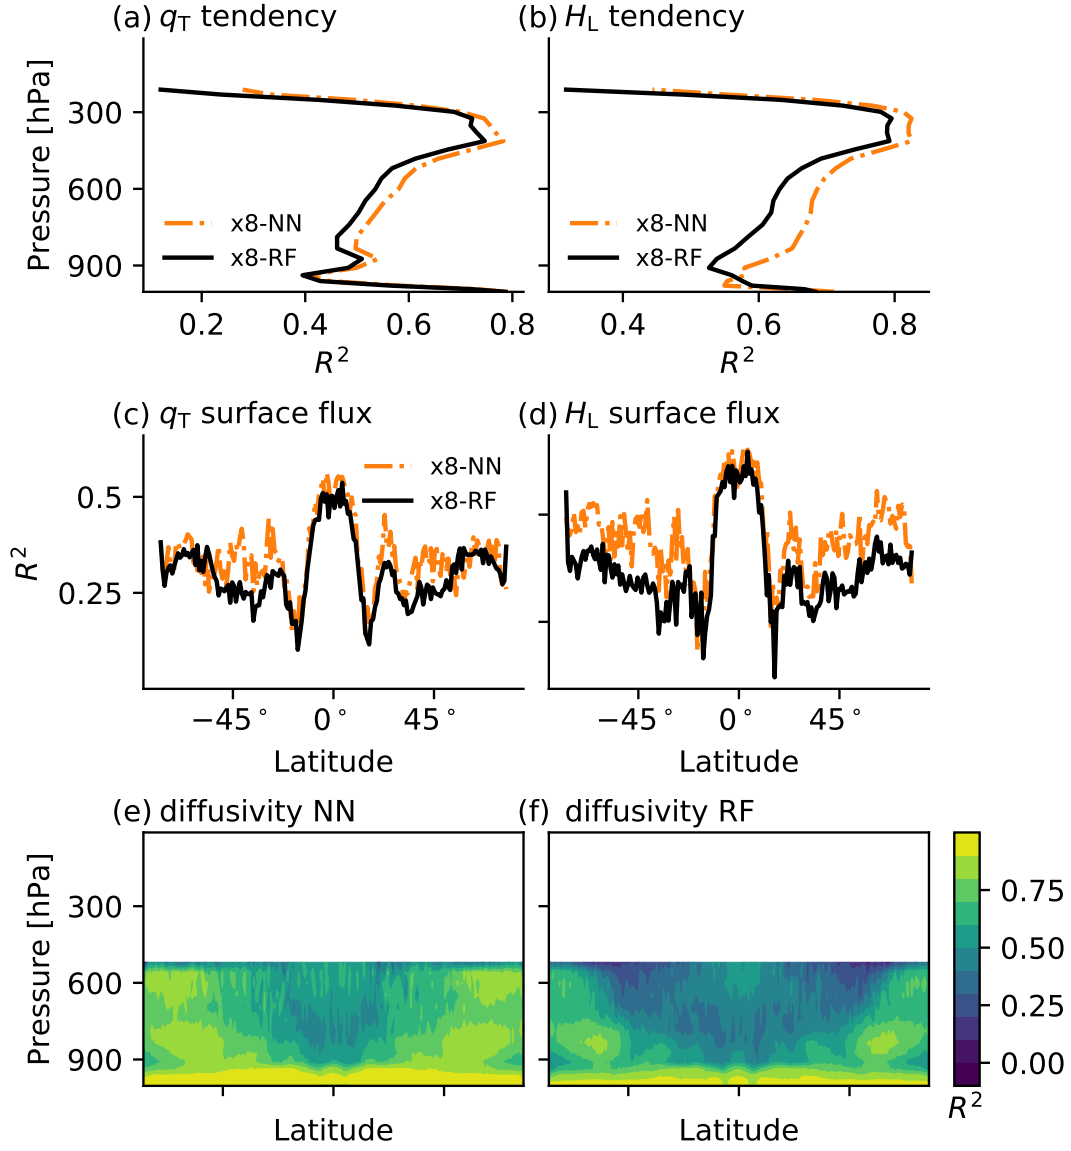 (a) qT tendency
(b) HL tendency
Pressure [hPa]
300
600
900
x8-NN
x8-RF
x8-NN
x8-RF
0.2 0.4 0.6 0.8
0.4 0.6 0.8
R²
R²
(c) qT surface flux
(d) HL surface flux
R²
0.5
0.25
x8-NN
x8-RF
−45° 0° 45°
−45° 0° 45°
Latitude
Latitude
(e) diffusivity NN
(f) diffusivity RF
Pressure [hPa]
300
600
900
0.75
0.50
0.25
0.00
R²
Latitude
Latitude